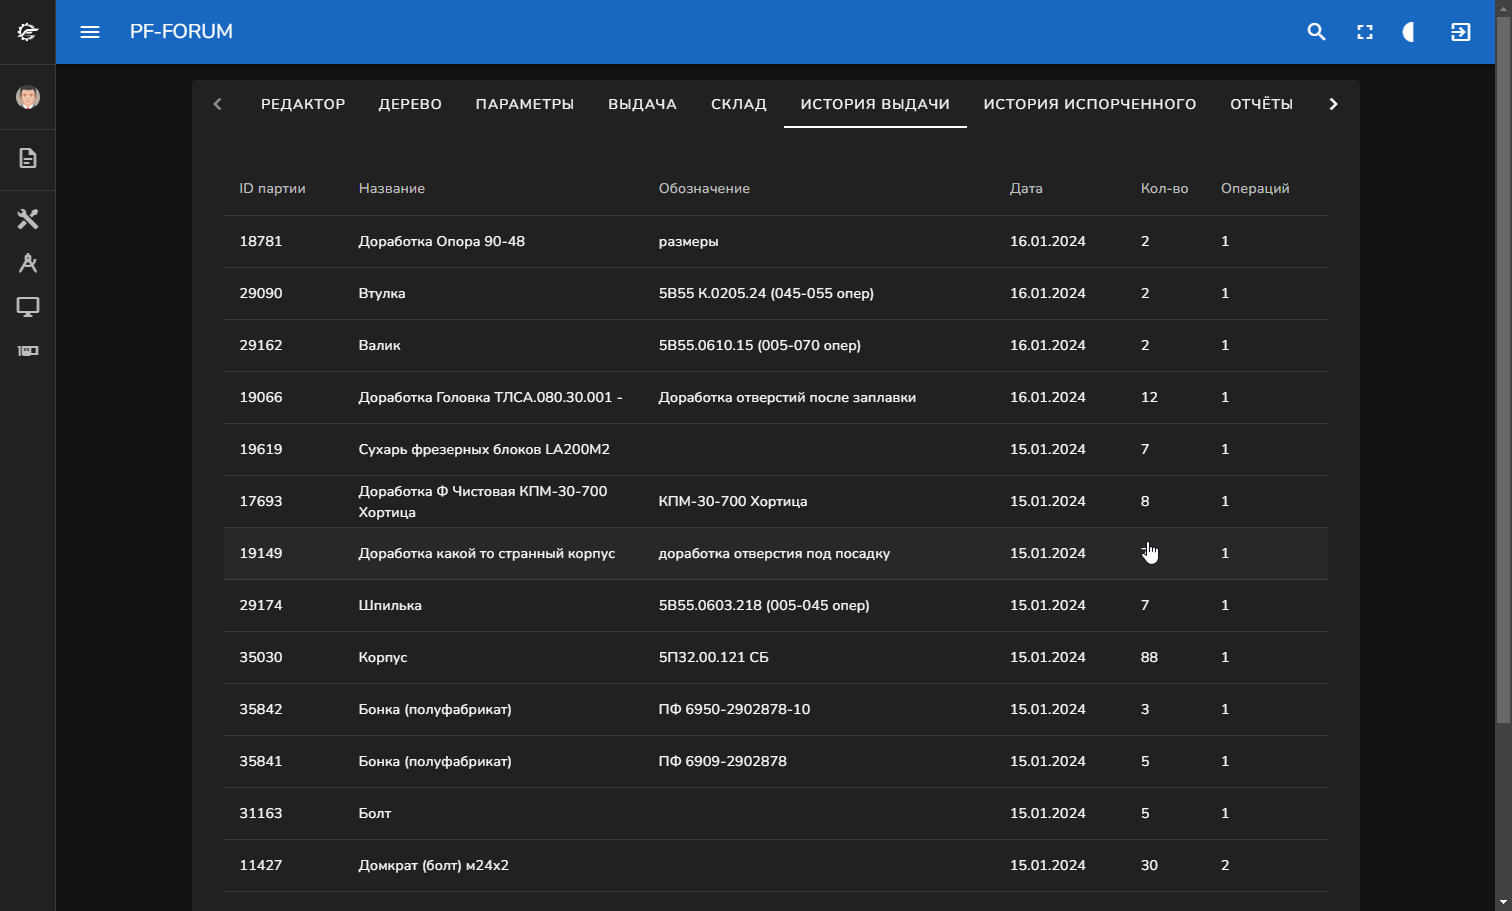 PF-FORUM
РЕДАКТОР ДЕРЕВО ПАРАМЕТРЫ ВЫДАЧА СКЛАД ИСТОРИЯ ВЫДАЧИ ИСТОРИЯ ИСПОРЧЕННОГО ОТЧЁТЫ
ID партии Название Обозначение Дата Кол-во Операций
18781 Доработка Опора 90-48 размеры 16.01.2024 2 1
29090 Втулка 5В55 К.0205.24 (045-055 опер) 16.01.2024 2 1
29162 Валик 5В55.0610.15 (005-070 опер) 16.01.2024 2 1
19066 Доработка Головка ТЛСА.080.30.001 - Доработка отверстий после заплавки 16.01.2024 12 1
19619 Сухарь фрезерных блоков LA200M2 15.01.2024 7 1
17693 Доработка Ф Чистовая КПМ-30-700 Хортица КПМ-30-700 Хортица 15.01.2024 8 1
19149 Доработка какой то странный корпус доработка отверстия под посадку 15.01.2024 1
29174 Шпилька 5В55.0603.218 (005-045 опер) 15.01.2024 7 1
35030 Корпус 5П32.00.121 СБ 15.01.2024 88 1
35842 Бонка (полуфабрикат) ПФ 6950-2902878-10 15.01.2024 3 1
35841 Бонка (полуфабрикат) ПФ 6909-2902878 15.01.2024 5 1
31163 Болт 15.01.2024 5 1
11427 Домкрат (болт) м24х2 15.01.2024 30 2